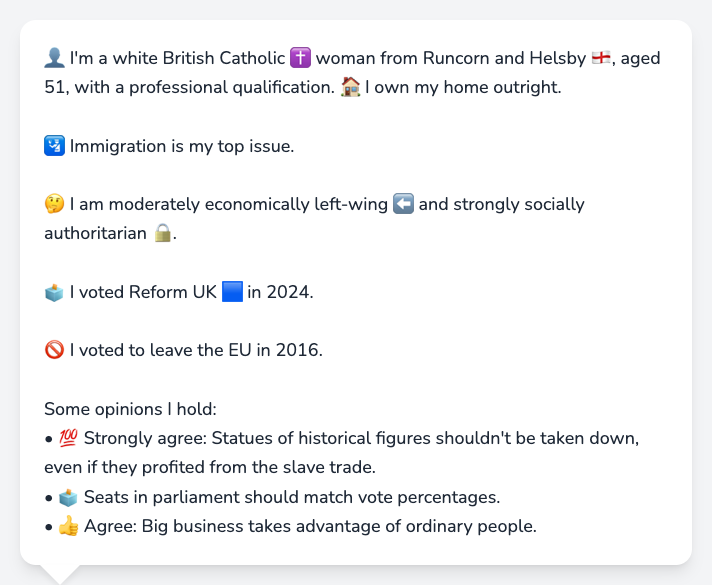 👤 I'm a white British Catholic ✝️ woman from Runcorn and Helsby 🏴󠁧󠁢󠁥󠁮󠁧󠁿, aged
51, with a professional qualification. 🏠 I own my home outright.
🛂 Immigration is my top issue.
🤔 I am moderately economically left-wing ⬅️ and strongly socially
authoritarian 🔒.
🗳️ I voted Reform UK 🟦 in 2024.
🚫 I voted to leave the EU in 2016.
Some opinions I hold:
• 💯 Strongly agree: Statues of historical figures shouldn't be taken down,
even if they profited from the slave trade.
• 🗳️ Seats in parliament should match vote percentages.
• 👍 Agree: Big business takes advantage of ordinary people.